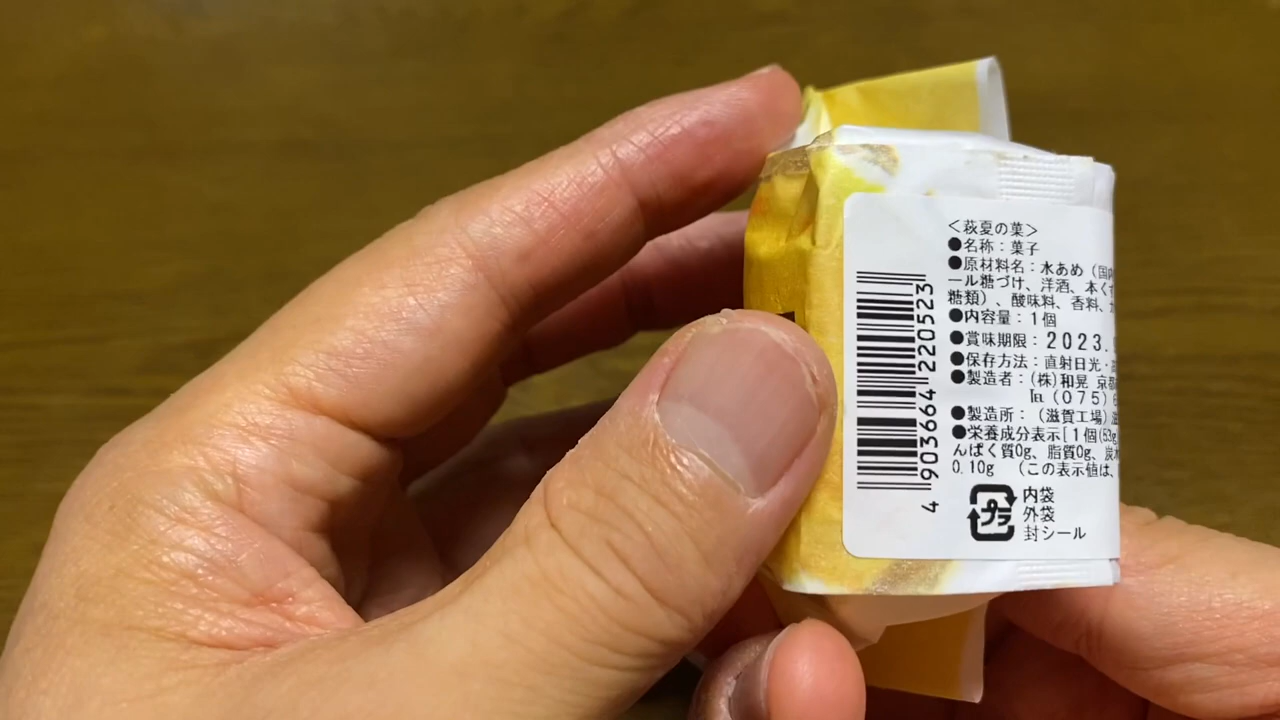 <萩夏の菓>
●名称:菓子
●原材料名:水あめ(国内
ール糖づけ、洋酒、本くず
糖類)、酸味料、香料、
●内容量:1個
●賞味期限:2023.
●保存方法:直射日光・高
●製造者:(株)和晃 京都
℡(075)6
●製造所:(滋賀工場)滋
●栄養成分表示[1個(53g
んぱく質0g、脂質0g、炭水
0.10g (この表示値は、
プラ
内袋
外袋
封シール
4 903664 220523